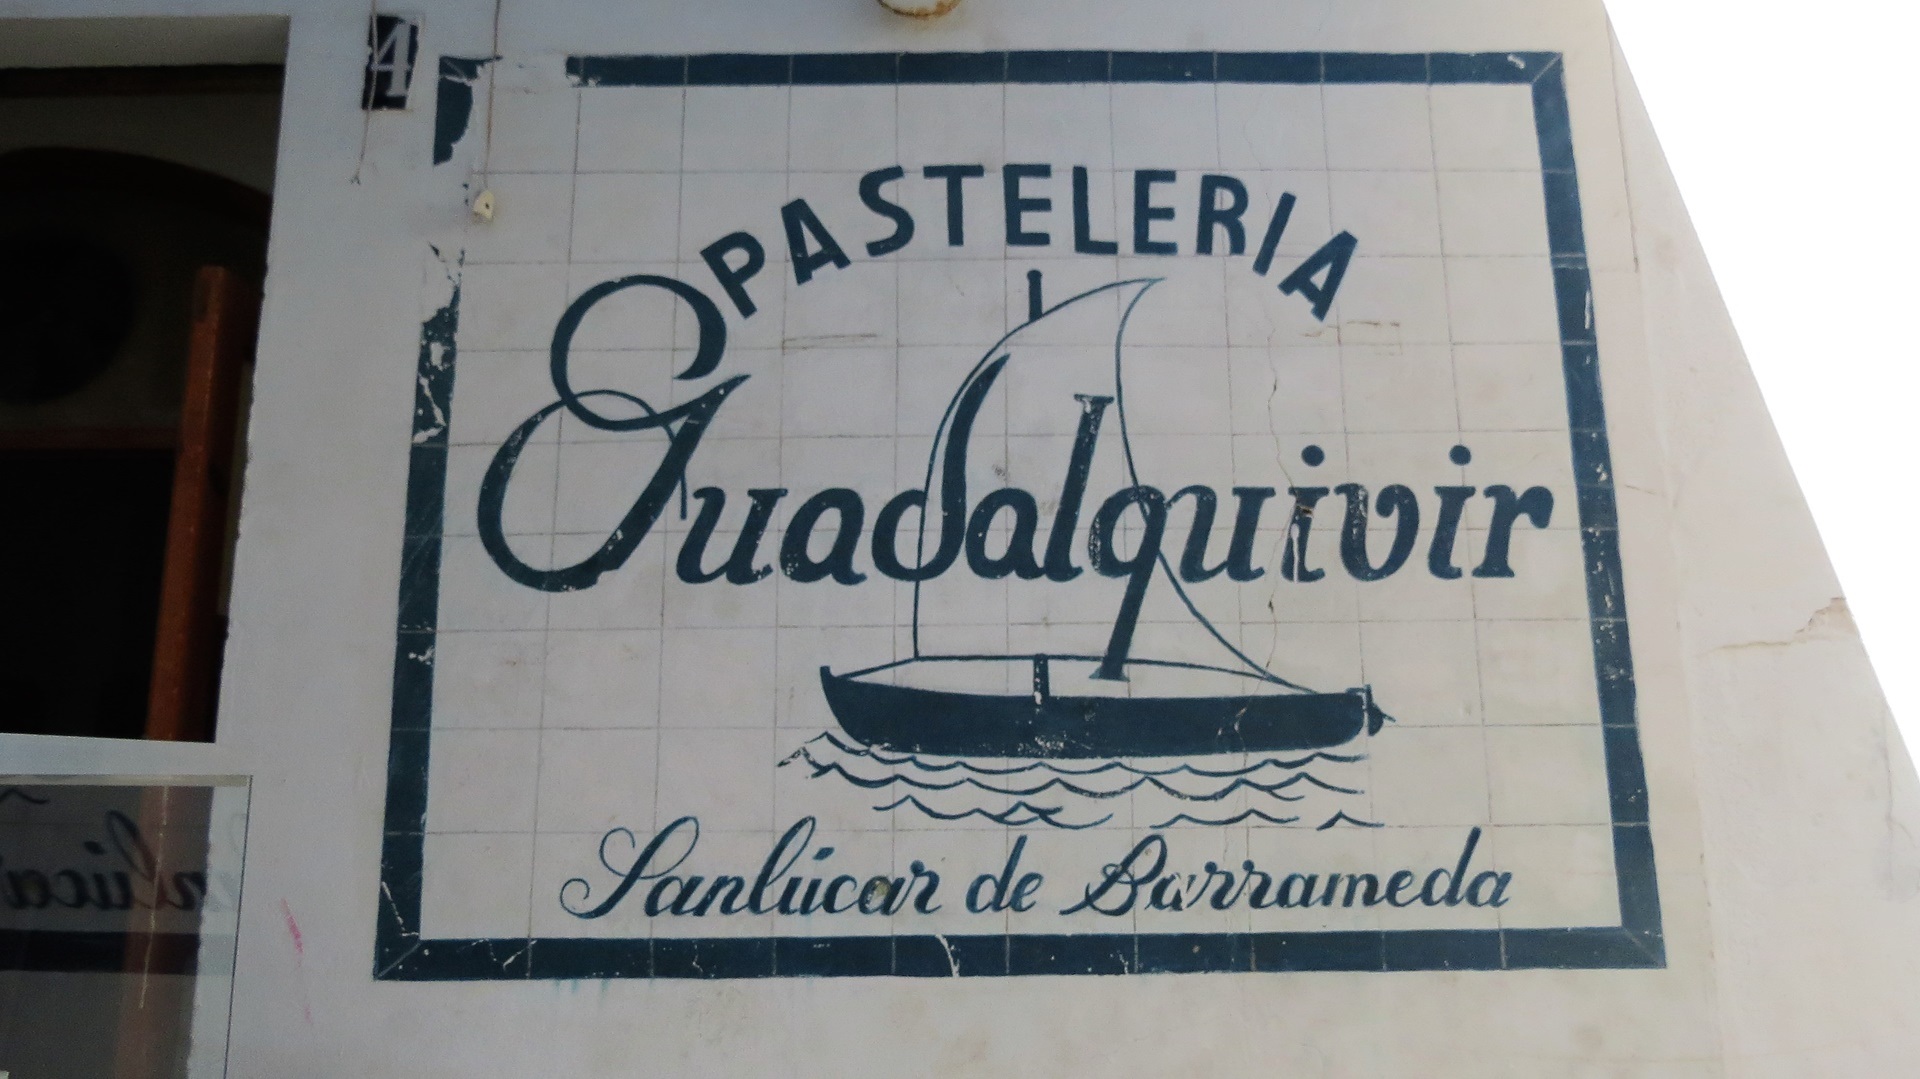 4
PASTELERIA
Guadalquivir
Sanlúcar de Barrameda